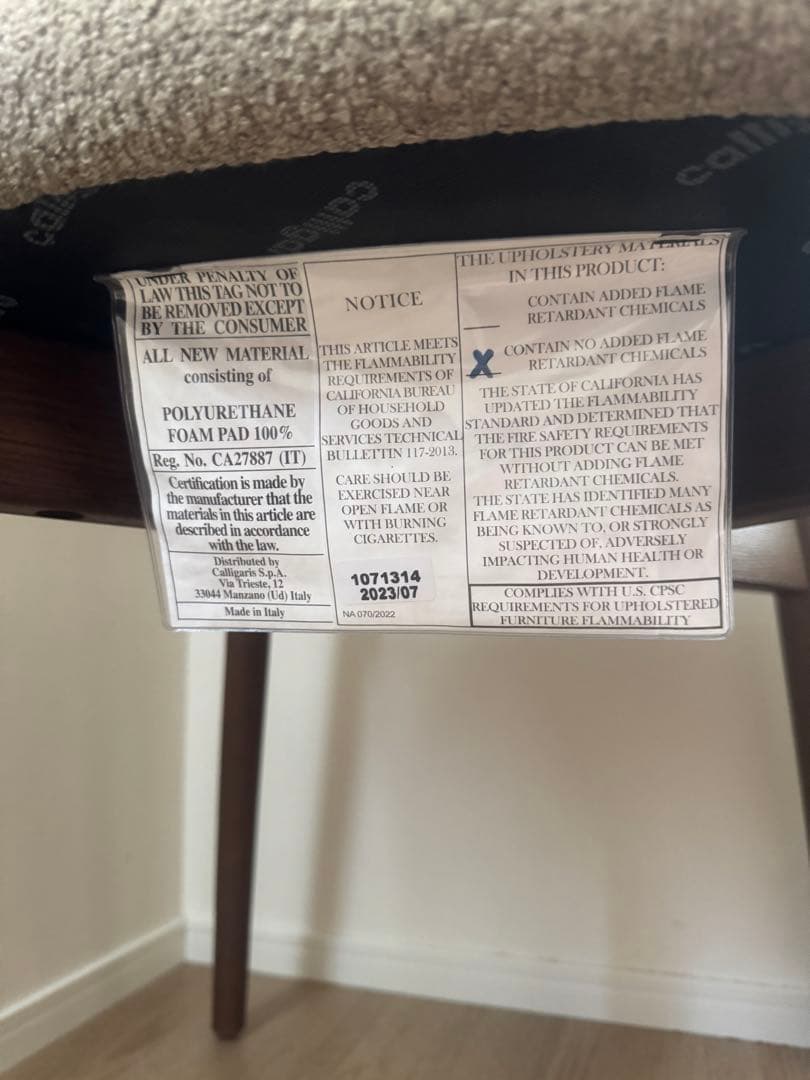 calligaris
UNDER PENALTY OF
LAW THIS TAG NOT TO
BE REMOVED EXCEPT
BY THE CONSUMER
ALL NEW MATERIAL
consisting of
POLYURETHANE
FOAM PAD 100%
Reg. No. CA27887 (IT)
Certification is made by
the manufacturer that the
materials in this article are
described in accordance
with the law.
Distributed by
Calligaris S.p.A.
Via Trieste, 12
33044 Manzano (Ud) Italy
Made in Italy
NOTICE
THIS ARTICLE MEETS
THE FLAMMABILITY
REQUIREMENTS OF
CALIFORNIA BUREAU
OF HOUSEHOLD
GOODS AND
SERVICES TECHNICAL
BULLETTIN 117-2013.
CARE SHOULD BE
EXERCISED NEAR
OPEN FLAME OR
WITH BURNING
CIGARETTES.
1071314
2023/07
NA 070/2022
THE UPHOLSTERY MATERIALS
IN THIS PRODUCT:
CONTAIN ADDED FLAME
RETARDANT CHEMICALS
X CONTAIN NO ADDED FLAME
RETARDANT CHEMICALS
THE STATE OF CALIFORNIA HAS
UPDATED THE FLAMMABILITY
STANDARD AND DETERMINED THAT
THE FIRE SAFETY REQUIREMENTS
FOR THIS PRODUCT CAN BE MET
WITHOUT ADDING FLAME
RETARDANT CHEMICALS.
THE STATE HAS IDENTIFIED MANY
FLAME RETARDANT CHEMICALS AS
BEING KNOWN TO, OR STRONGLY
SUSPECTED OF, ADVERSELY
IMPACTING HUMAN HEALTH OR
DEVELOPMENT.
COMPLIES WITH U.S. CPSC
REQUIREMENTS FOR UPHOLSTERED
FURNITURE FLAMMABILITY